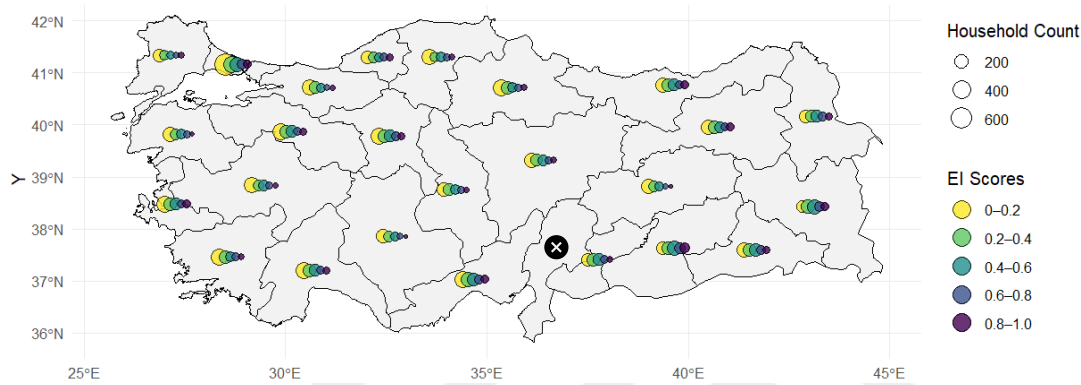 42°N
41°N
40°N
39°N
38°N
37°N
36°N
Y
25°E
30°E
35°E
40°E
45°E
Household Count
200
400
600
EI Scores
0–0.2
0.2–0.4
0.4–0.6
0.6–0.8
0.8–1.0